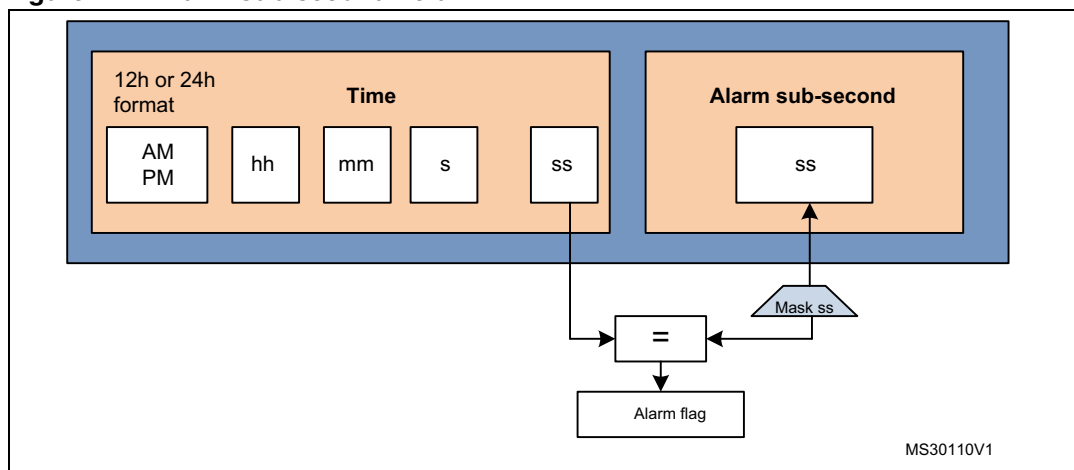 12h or 24h
format
Time
AM
PM
hh
mm
s
ss
Alarm sub-second
ss
Mask ss
=
Alarm flag
MS30110V1